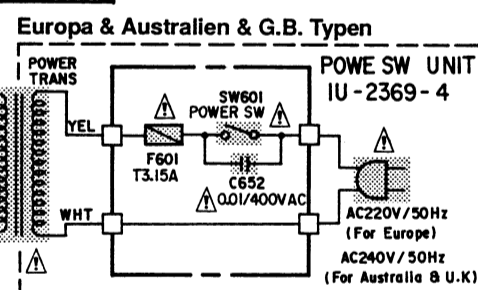 Europa & Australien & G.B. Typen
POWER
TRANS
POWE SW UNIT
IU-2369-4
SW601
POWER SW
YEL
F601
T3.15A
C652
0.01/400VAC
WHT
AC220V/50Hz
(For Europe)
AC240V/50Hz
(For Australia & U.K)